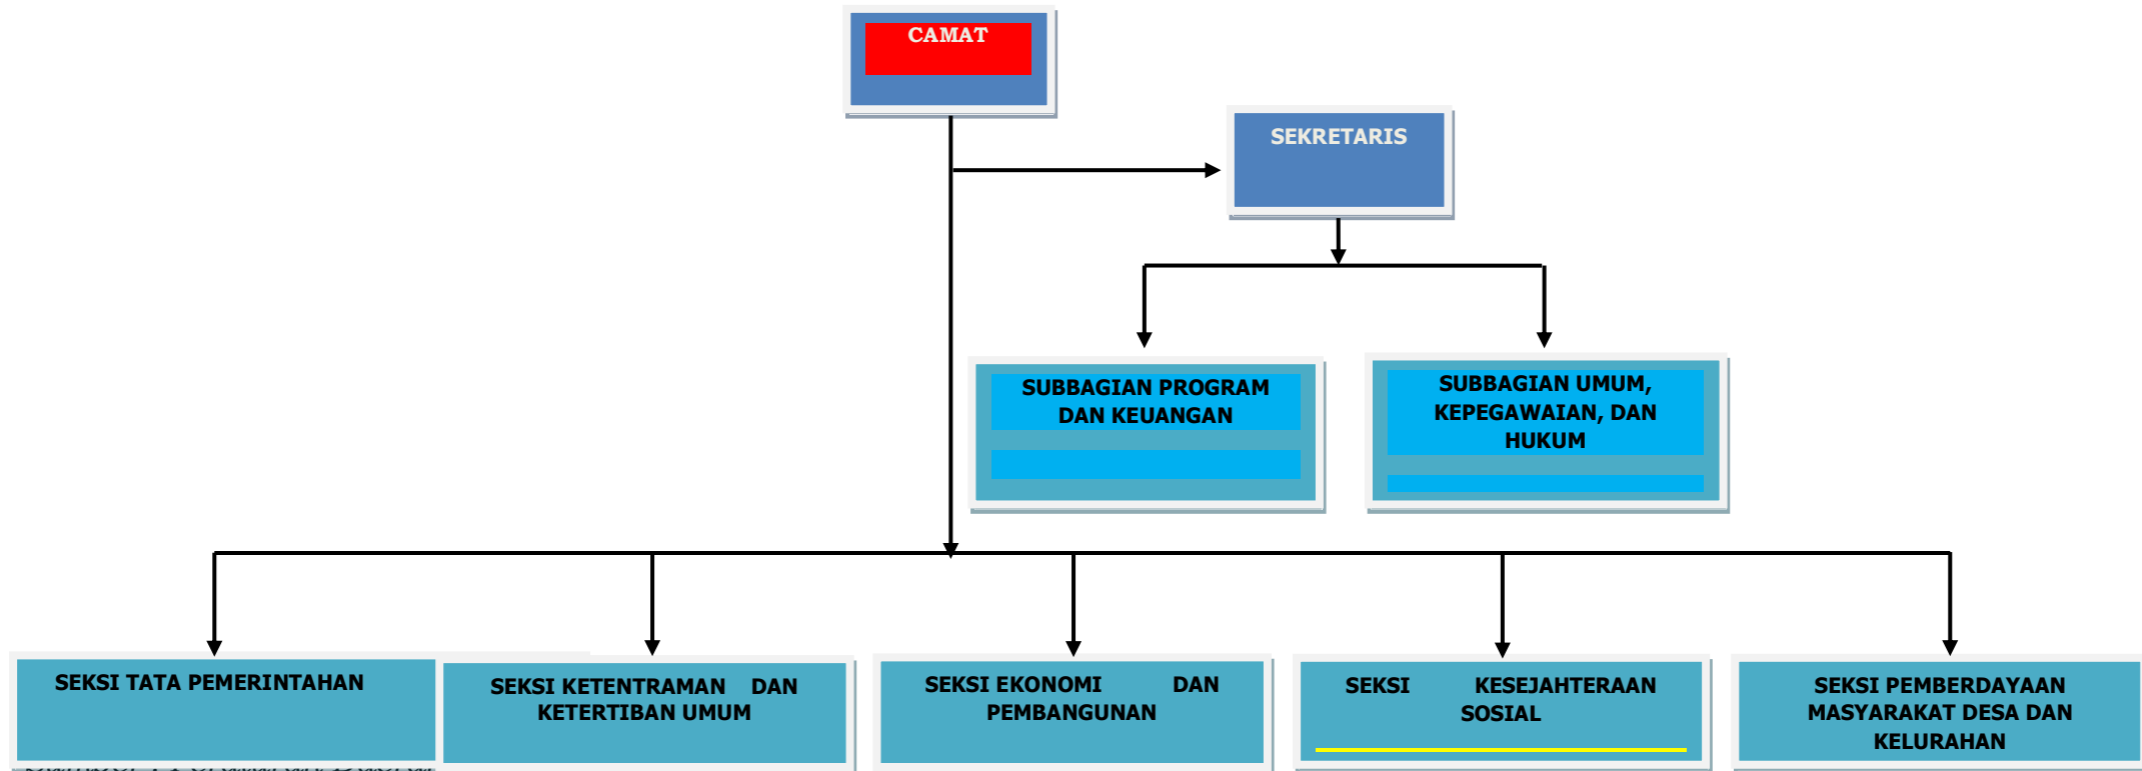 CAMAT
SEKRETARIS
SUBBAGIAN PROGRAM
DAN KEUANGAN
SUBBAGIAN UMUM,
KEPEGAWAIAN, DAN
HUKUM
SEKSI TATA PEMERINTAHAN
SEKSI KETENTRAMAN DAN
KETERTIBAN UMUM
SEKSI EKONOMI DAN
PEMBANGUNAN
SEKSI KESEJAHTERAAN
SOSIAL
SEKSI PEMBERDAYAAN
MASYARAKAT DESA DAN
KELURAHAN